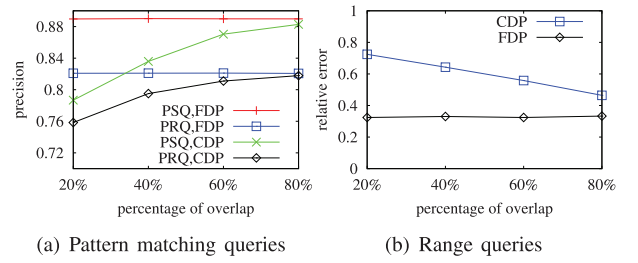 0.88
0.84
0.8
0.76
0.72
precision
PSQ,FDP
PRQ,FDP
PSQ,CDP
PRQ,CDP
20% 40% 60% 80%
percentage of overlap
(a) Pattern matching queries
1
0.8
0.6
0.4
0.2
0
relative error
CDP
FDP
20% 40% 60% 80%
percentage of overlap
(b) Range queries